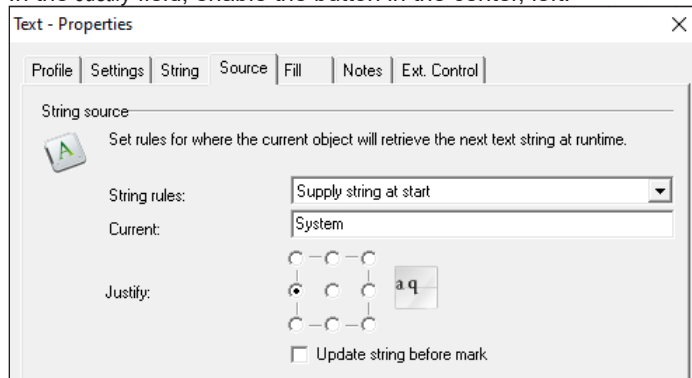 In the Justify field, enable the button in the center, left.
Text - Properties
Profile Settings String Source Fill Notes Ext. Control
String source
Set rules for where the current object will retrieve the next text string at runtime.
String rules: Supply string at start
Current: System
Justify: a q
Update string before mark